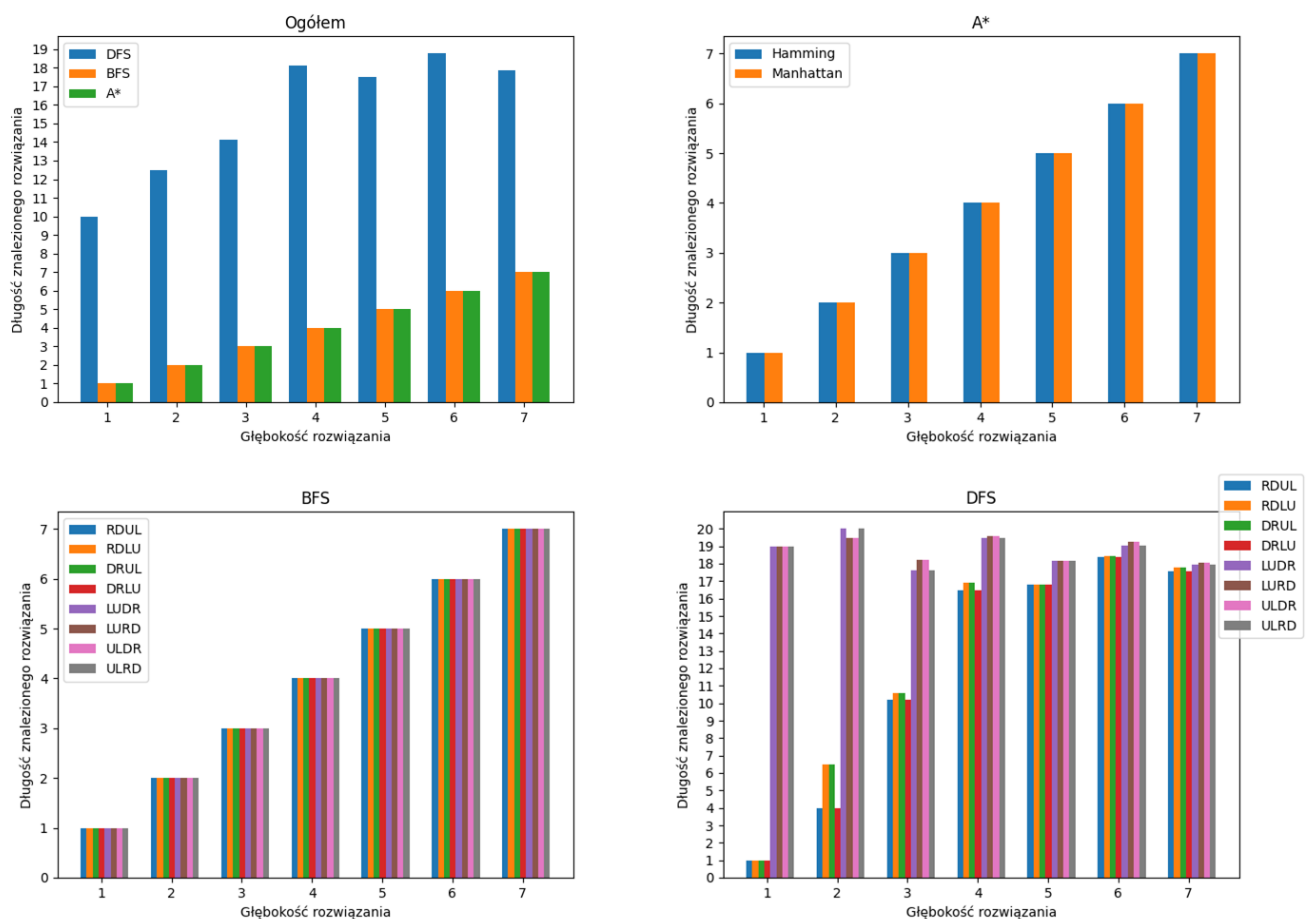 Ogółem
Długość znalezionego rozwiązania
19
18
17
16
15
14
13
12
11
10
9
8
7
6
5
4
3
2
1
0
DFS
BFS
A*
1 2 3 4 5 6 7
Głębokość rozwiązania
A*
Długość znalezionego rozwiązania
7
6
5
4
3
2
1
0
Hamming
Manhattan
1 2 3 4 5 6 7
Głębokość rozwiązania
BFS
Długość znalezionego rozwiązania
7
6
5
4
3
2
1
0
RDUL
RDLU
DRUL
DRLU
LUDR
LURD
ULDR
ULRD
1 2 3 4 5 6 7
Głębokość rozwiązania
DFS
Długość znalezionego rozwiązania
20
19
18
17
16
15
14
13
12
11
10
9
8
7
6
5
4
3
2
1
0
RDUL
RDLU
DRUL
DRLU
LUDR
LURD
ULDR
ULRD
1 2 3 4 5 6 7
Głębokość rozwiązania